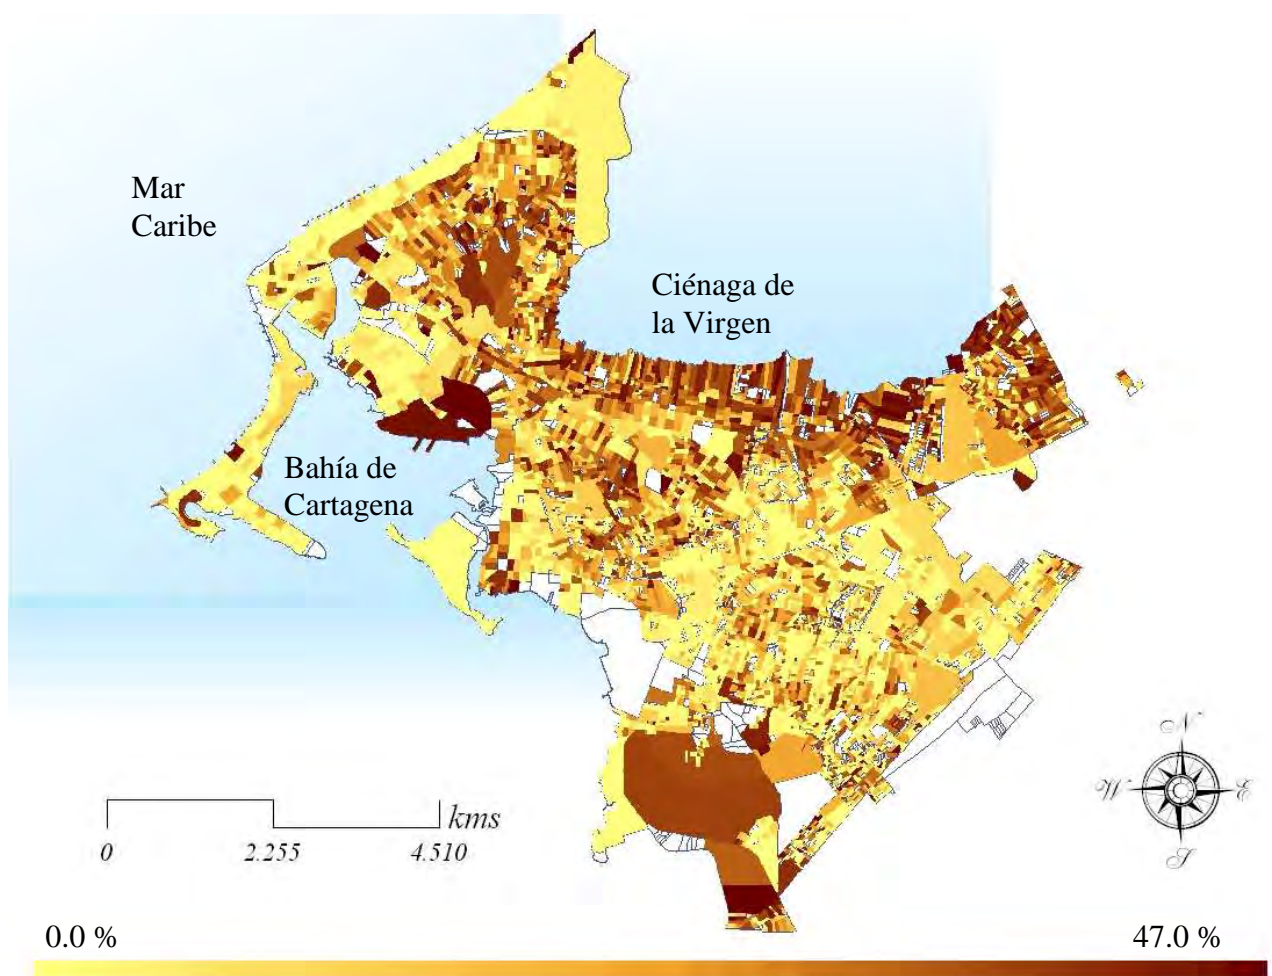 Mar
Caribe
Ciénaga de
la Virgen
Bahía de
Cartagena
N
W
E
S
kms
0
2.255
4.510
0.0 %
47.0 %